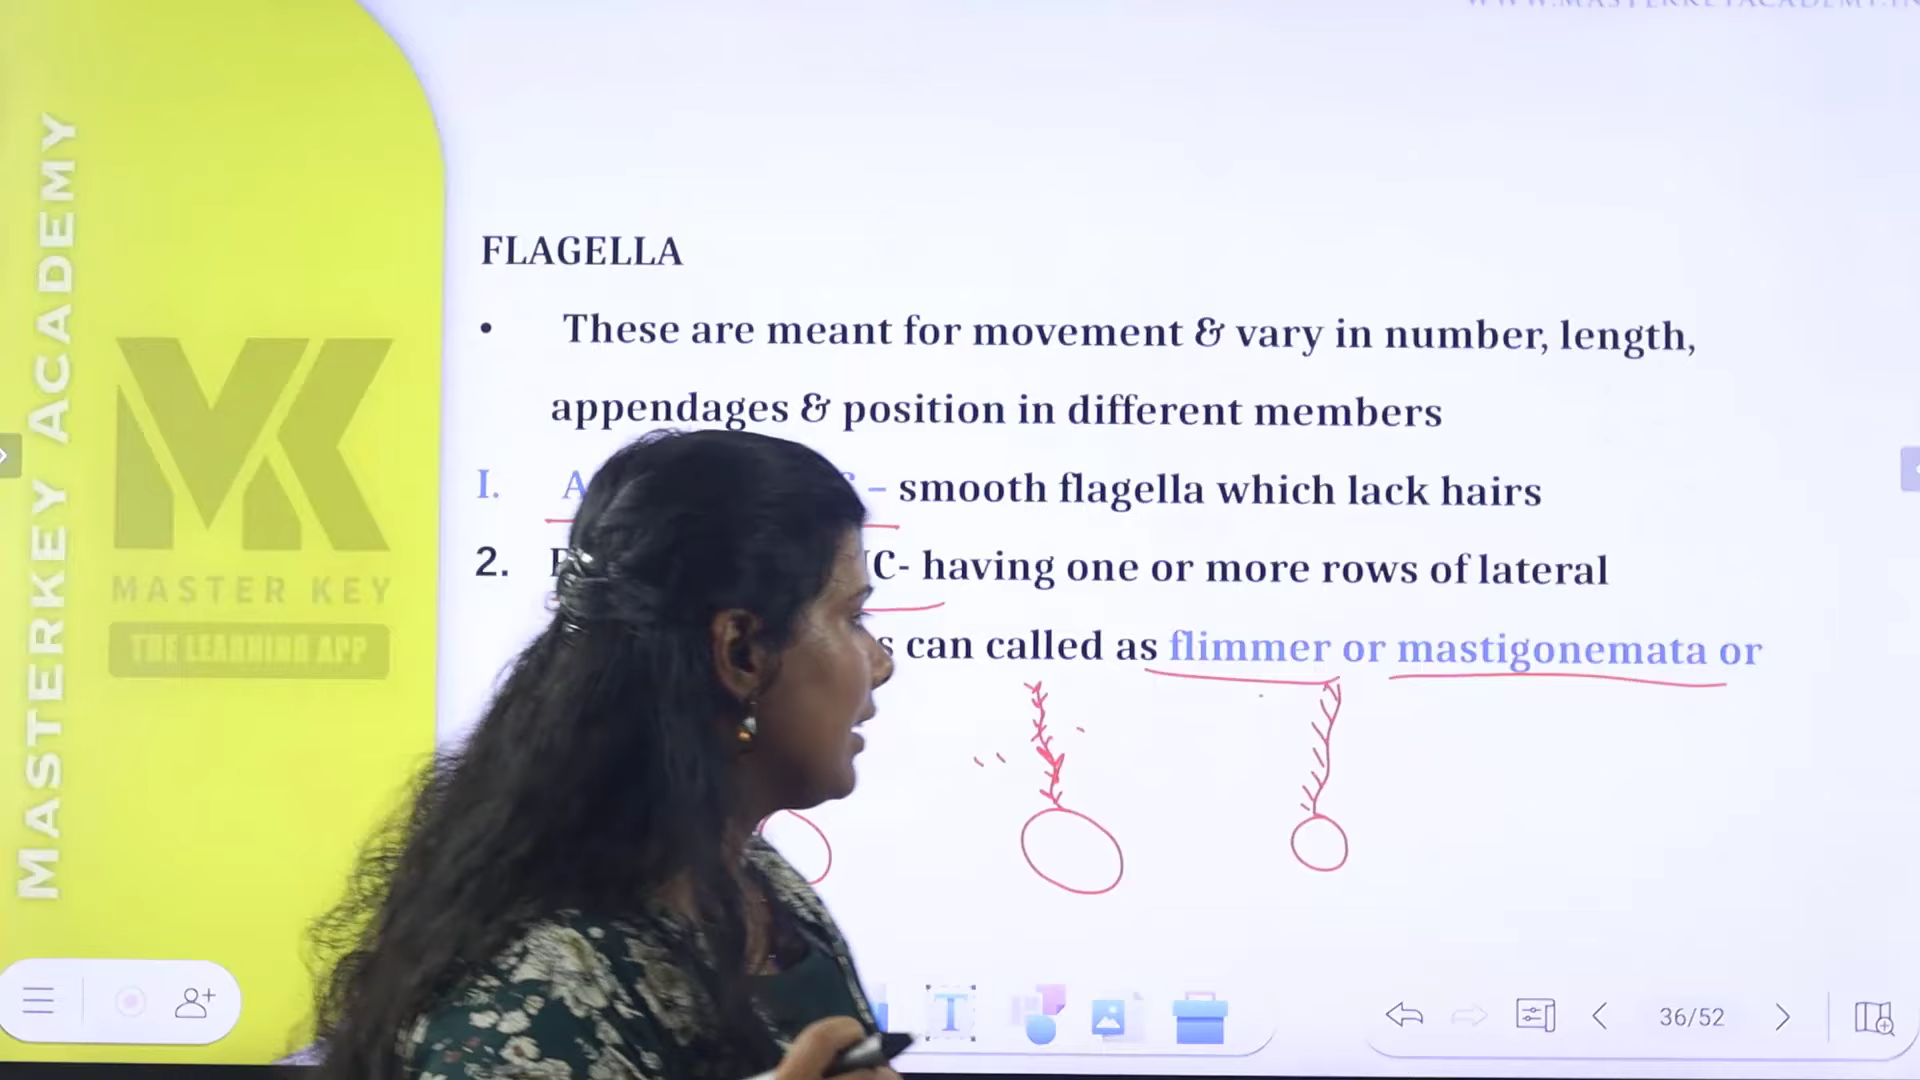 MASTERKEY ACADEMY
MASTER KEY
THE LEARNING APP
FLAGELLA
• These are meant for movement & vary in number, length,
appendages & position in different members
I. – smooth flagella which lack hairs
2. C- having one or more rows of lateral
can called as flimmer or mastigonemata or
T
36/52